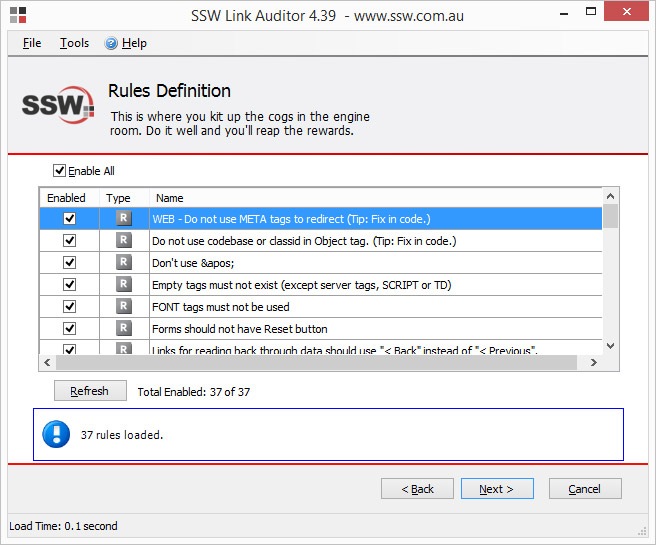 SSW Link Auditor 4.39 - www.ssw.com.au
File Tools Help
SSW
Rules Definition
This is where you kit up the cogs in the engine
room. Do it well and you'll reap the rewards.
Enable All
Enabled Type Name
R WEB - Do not use META tags to redirect (Tip: Fix in code.)
R Do not use codebase or classid in Object tag. (Tip: Fix in code.)
R Don't use &apos;
R Empty tags must not exist (except server tags, SCRIPT or TD)
R FONT tags must not be used
R Forms should not have Reset button
R Links for reading back through data should use "< Back" instead of "< Previous".
Refresh Total Enabled: 37 of 37
37 rules loaded.
< Back Next > Cancel
Load Time: 0.1 second